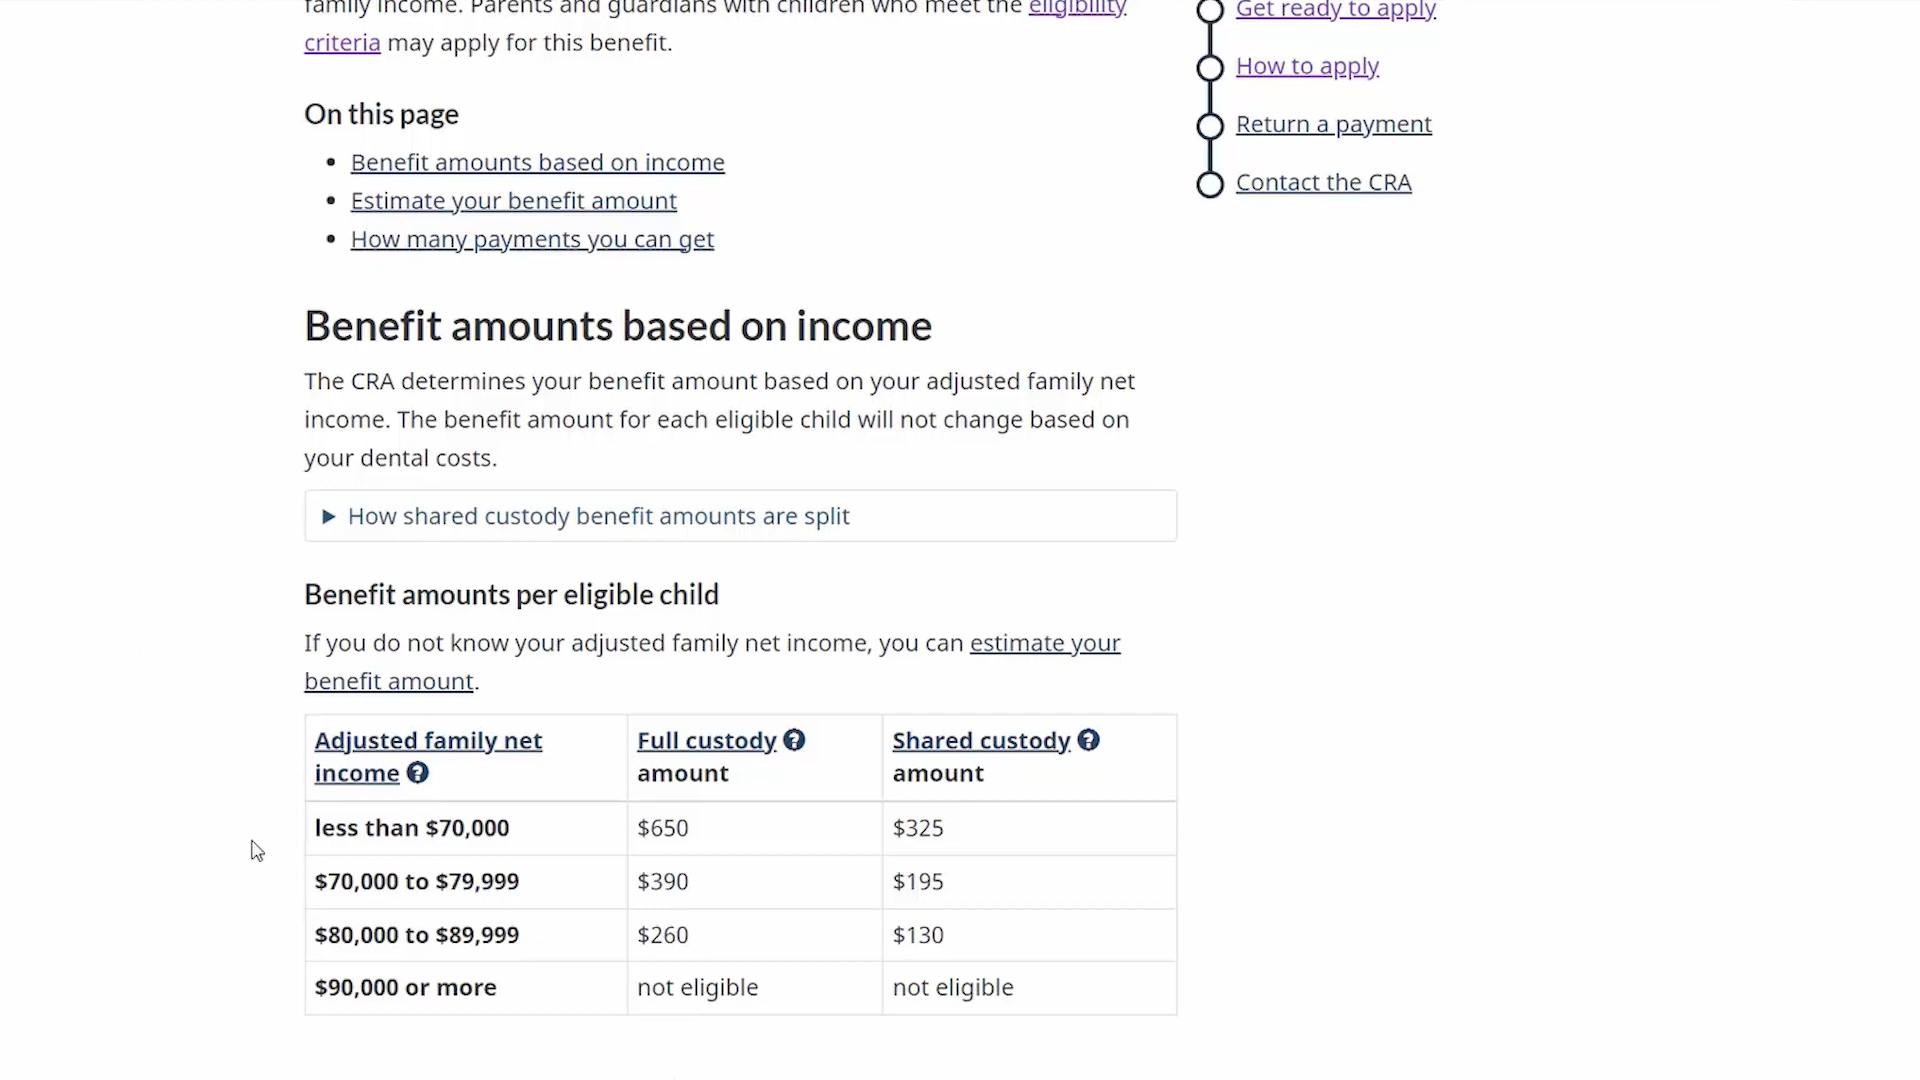 family income. Parents and guardians with children who meet the eligibility
criteria may apply for this benefit.
On this page
Benefit amounts based on income
Estimate your benefit amount
How many payments you can get
Benefit amounts based on income
The CRA determines your benefit amount based on your adjusted family net
income. The benefit amount for each eligible child will not change based on
your dental costs.
How shared custody benefit amounts are split
Benefit amounts per eligible child
If you do not know your adjusted family net income, you can estimate your
benefit amount.
Adjusted family net
income ?
Full custody ?
amount
Shared custody ?
amount
less than $70,000 $650 $325
$70,000 to $79,999 $390 $195
$80,000 to $89,999 $260 $130
$90,000 or more not eligible not eligible
Get ready to apply
How to apply
Return a payment
Contact the CRA